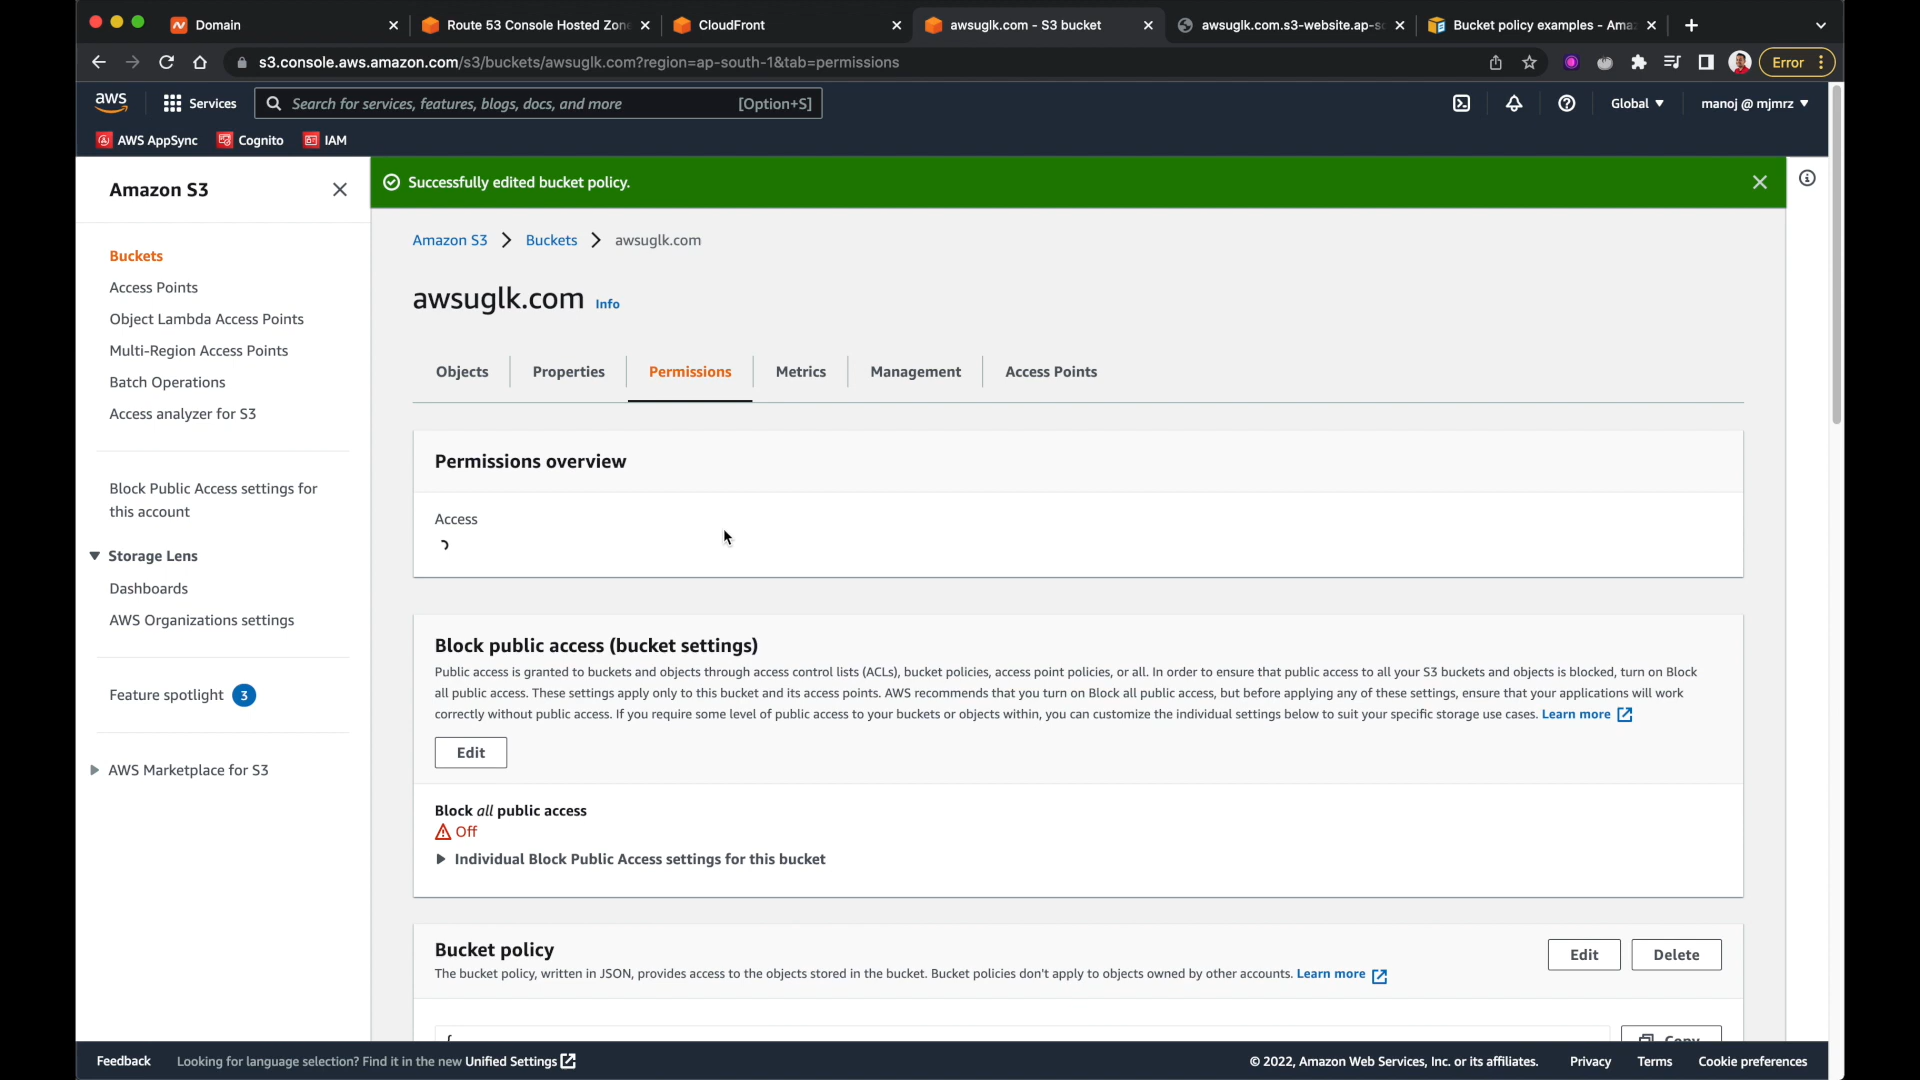 Domain
Route 53 Console Hosted Zon
CloudFront
awsuglk.com - S3 bucket
awsuglk.com.s3-website.ap-s
Bucket policy examples - Ama
s3.console.aws.amazon.com/s3/buckets/awsuglk.com?region=ap-south-1&tab=permissions
Error
aws
Services
Search for services, features, blogs, docs, and more
[Option+S]
Global
manoj @ mjmrz
AWS AppSync
Cognito
IAM
Amazon S3
Successfully edited bucket policy.
Buckets
Access Points
Object Lambda Access Points
Multi-Region Access Points
Batch Operations
Access analyzer for S3
Block Public Access settings for
this account
Storage Lens
Dashboards
AWS Organizations settings
Feature spotlight 3
AWS Marketplace for S3
Amazon S3 > Buckets > awsuglk.com
awsuglk.com Info
Objects
Properties
Permissions
Metrics
Management
Access Points
Permissions overview
Access
Block public access (bucket settings)
Public access is granted to buckets and objects through access control lists (ACLs), bucket policies, access point policies, or all. In order to ensure that public access to all your S3 buckets and objects is blocked, turn on Block
all public access. These settings apply only to this bucket and its access points. AWS recommends that you turn on Block all public access, but before applying any of these settings, ensure that your applications will work
correctly without public access. If you require some level of public access to your buckets or objects within, you can customize the individual settings below to suit your specific storage use cases. Learn more
Edit
Block all public access
Off
Individual Block Public Access settings for this bucket
Bucket policy
The bucket policy, written in JSON, provides access to the objects stored in the bucket. Bucket policies don't apply to objects owned by other accounts. Learn more
Edit
Delete
{
Copy
Feedback
Looking for language selection? Find it in the new Unified Settings
© 2022, Amazon Web Services, Inc. or its affiliates.
Privacy
Terms
Cookie preferences